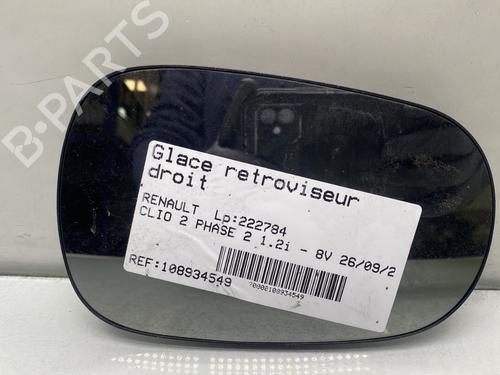 B-PARTS
Glace retroviseur
droit
RENAULT Lp:222784
CLIO 2 PHASE 2 1.2i - 8V 26/09/2
REF:108934549
?0000108934549